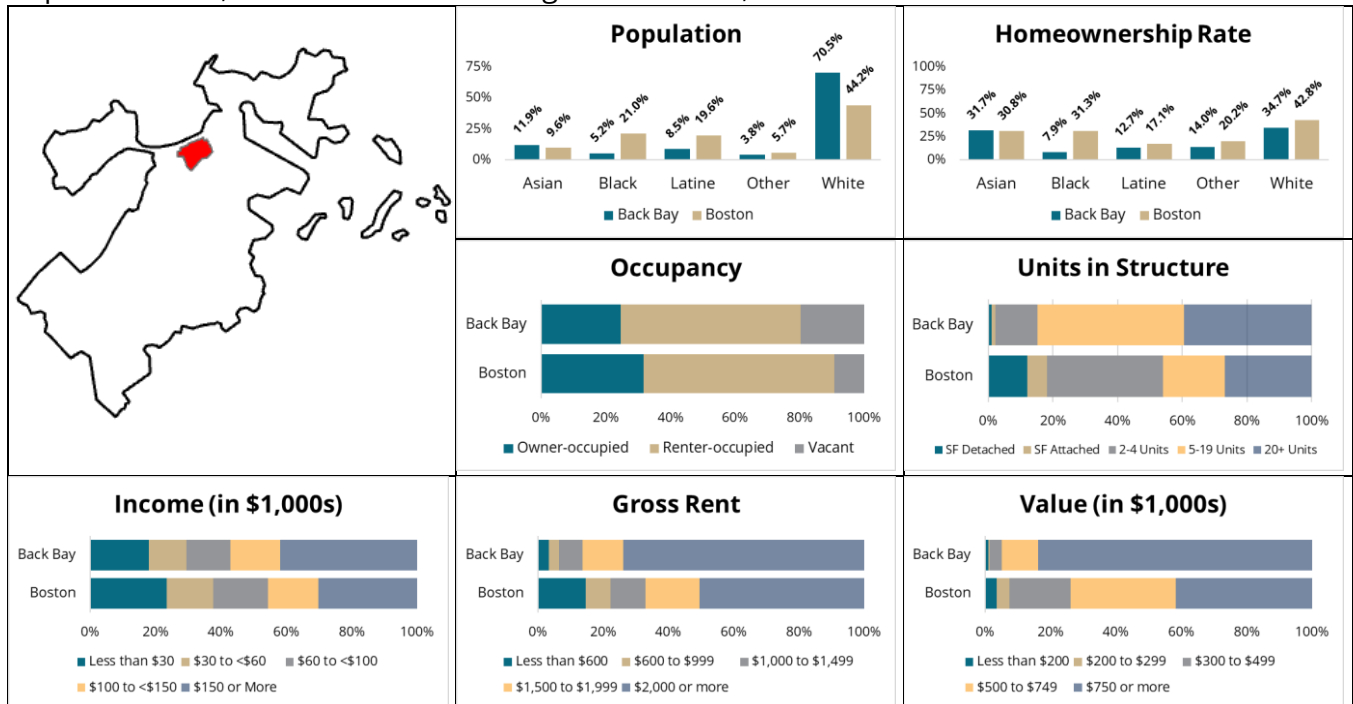 Population
75%
50%
25%
0%
11.9%
9.6%
5.2%
21.0%
8.5%
19.6%
3.8%
5.7%
70.5%
44.2%
Asian Black Latine Other White
Back Bay Boston
Homeownership Rate
100%
75%
50%
25%
0%
31.7%
30.8%
7.9%
31.3%
12.7%
17.1%
14.0%
20.2%
34.7%
42.8%
Asian Black Latine Other White
Back Bay Boston
Occupancy
Back Bay
Boston
0% 20% 40% 60% 80% 100%
Owner-occupied Renter-occupied Vacant
Units in Structure
Back Bay
Boston
0% 20% 40% 60% 80% 100%
SF Detached SF Attached 2-4 Units 5-19 Units 20+ Units
Income (in $1,000s)
Back Bay
Boston
0% 20% 40% 60% 80% 100%
Less than $30 $30 to <$60 $60 to <$100
$100 to <$150 $150 or More
Gross Rent
Back Bay
Boston
0% 20% 40% 60% 80% 100%
Less than $600 $600 to $999 $1,000 to $1,499
$1,500 to $1,999 $2,000 or more
Value (in $1,000s)
Back Bay
Boston
0% 20% 40% 60% 80% 100%
Less than $200 $200 to $299 $300 to $499
$500 to $749 $750 or more